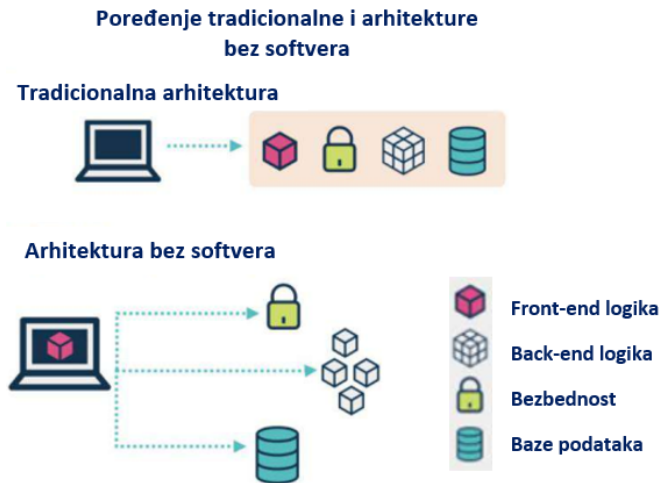 Poređenje tradicionalne i arhitekture
bez softvera
Tradicionalna arhitektura
Arhitektura bez softvera
Front-end logika
Back-end logika
Bezbednost
Baze podataka